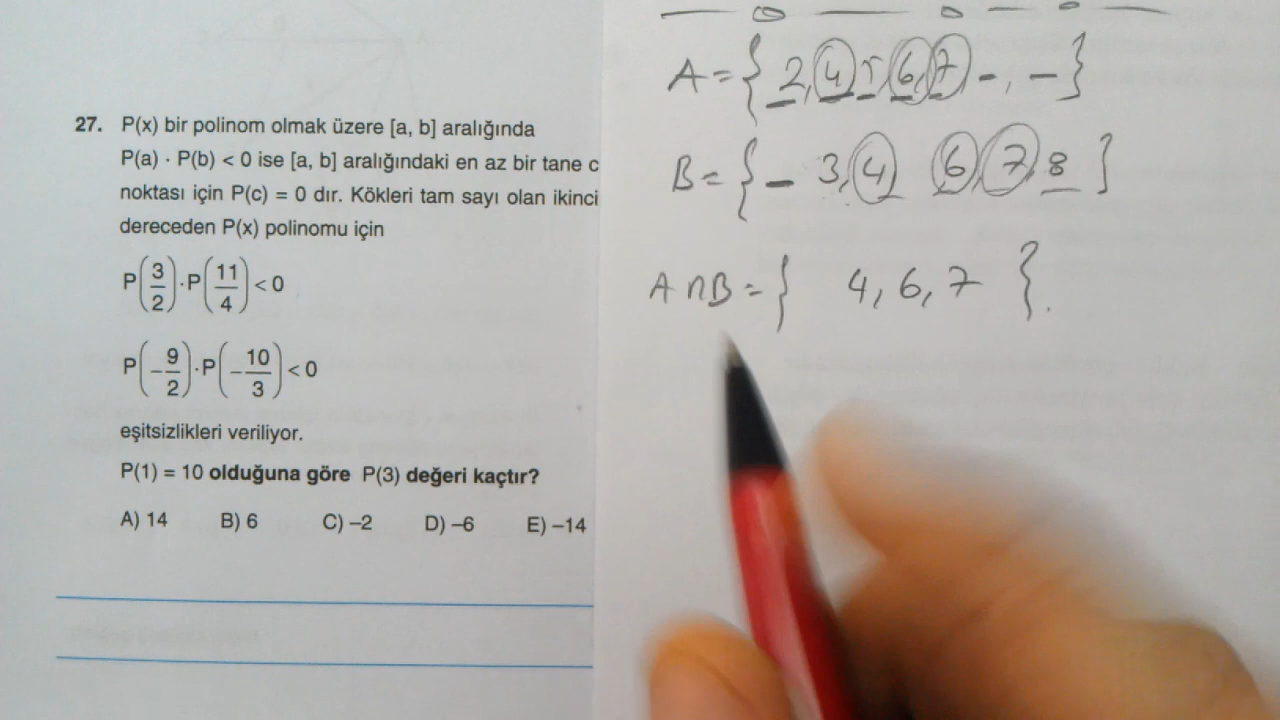 27. P(x) bir polinom olmak üzere [a, b] aralığında
P(a) · P(b) < 0 ise [a, b] aralığındaki en az bir tane c
noktası için P(c) = 0 dır. Kökleri tam sayı olan ikinci
dereceden P(x) polinomu için
P(3/2)·P(11/4) < 0
P(-9/2)·P(-10/3) < 0
eşitsizlikleri veriliyor.
P(1) = 10 olduğuna göre P(3) değeri kaçtır?
A) 14 B) 6 C) –2 D) –6 E) –14
A = { 2, 4, 5, 6, 7, -, - }
B = { - 3, 4, 6, 7, 8 }
A ∩ B = { 4, 6, 7 }.